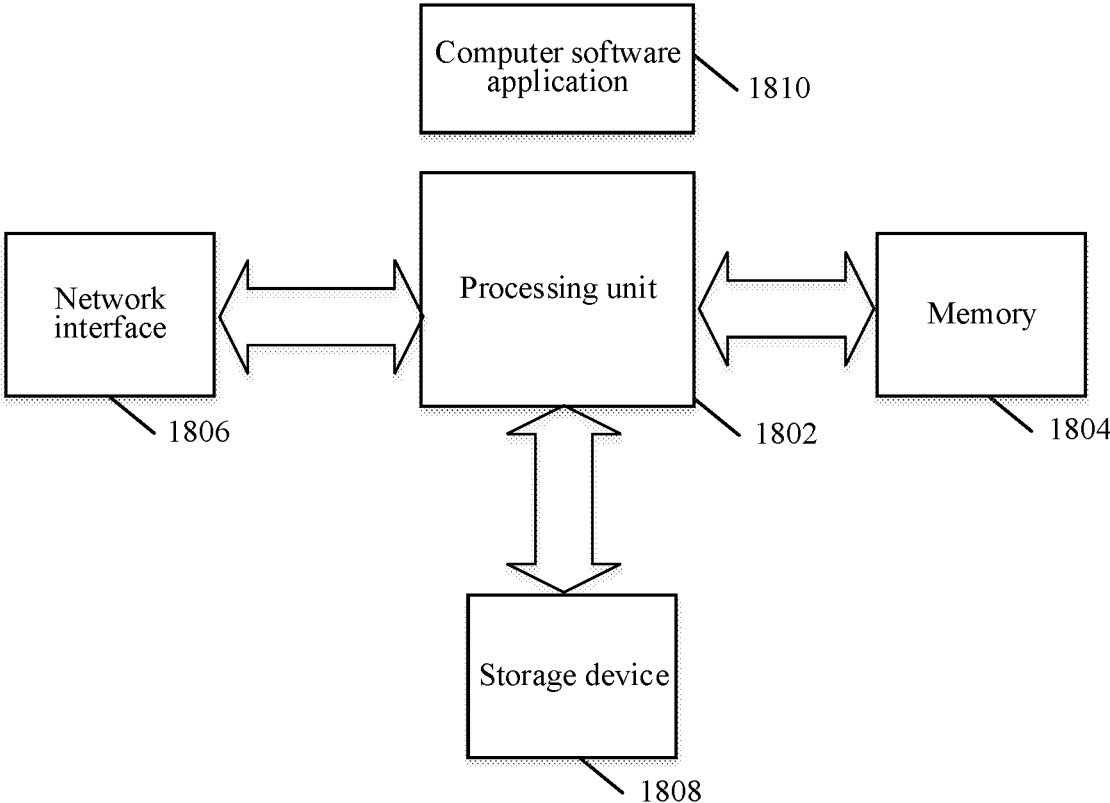 Computer software
application
1810
Network
interface
1806
Processing unit
1802
Memory
1804
Storage device
1808